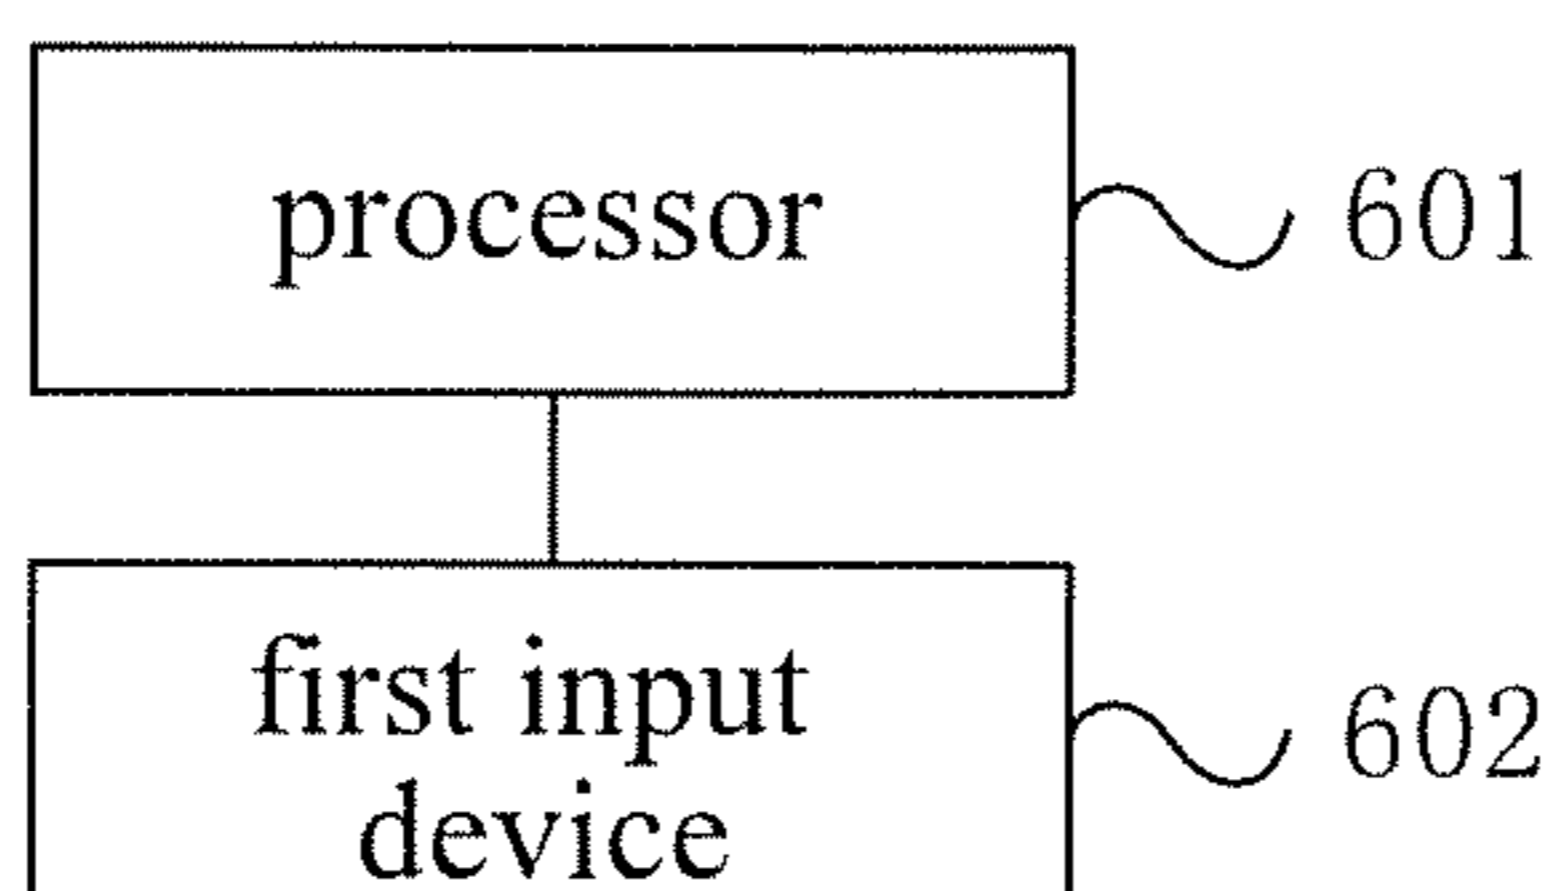 processor
601
first input
device
602